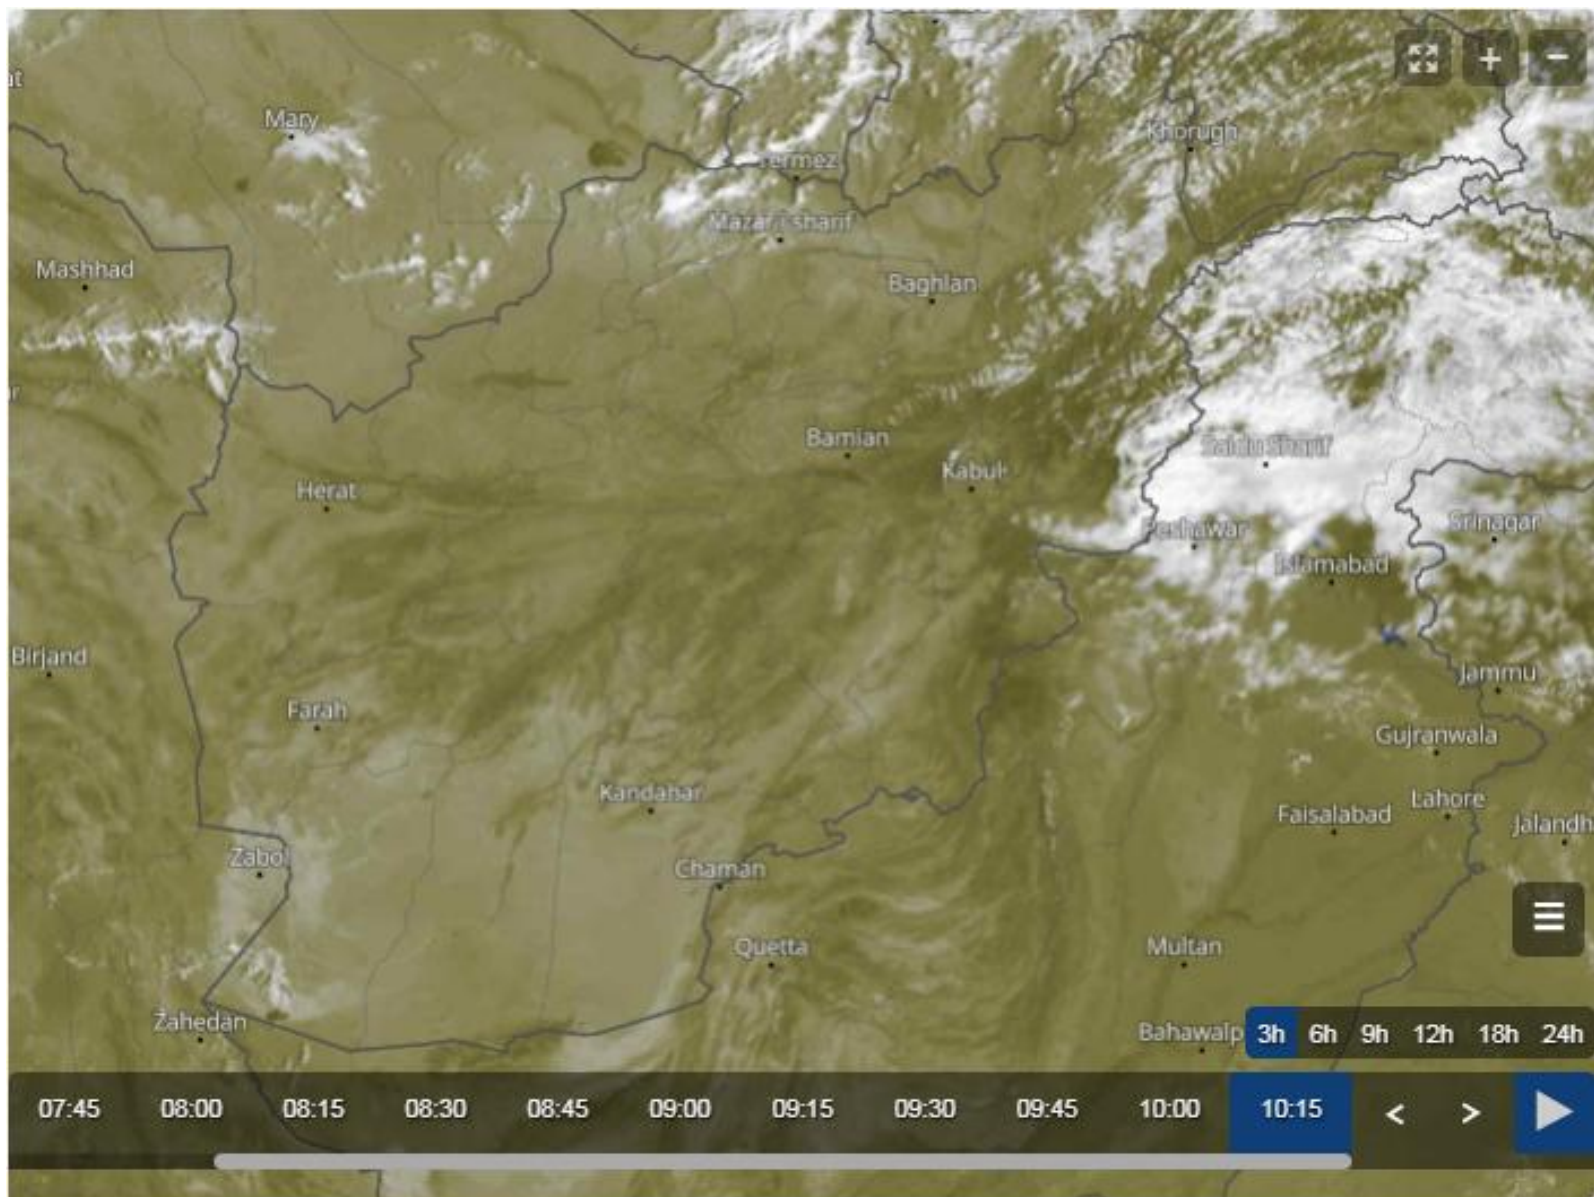 Mary
Khorugh
Termez
Mazar-i-sharif
Mashhad
Baghlan
Bamian
Saidu Sharif
Kabul
Herat
Peshawar
Srinagar
Islamabad
Birjand
Jammu
Farah
Gujranwala
Kandahar
Lahore
Faisalabad
Jalandh
Zabol
Chaman
Quetta
Multan
Zahedan
Bahawalp
3h 6h 9h 12h 18h 24h
07:45 08:00 08:15 08:30 08:45 09:00 09:15 09:30 09:45 10:00 10:15 < >